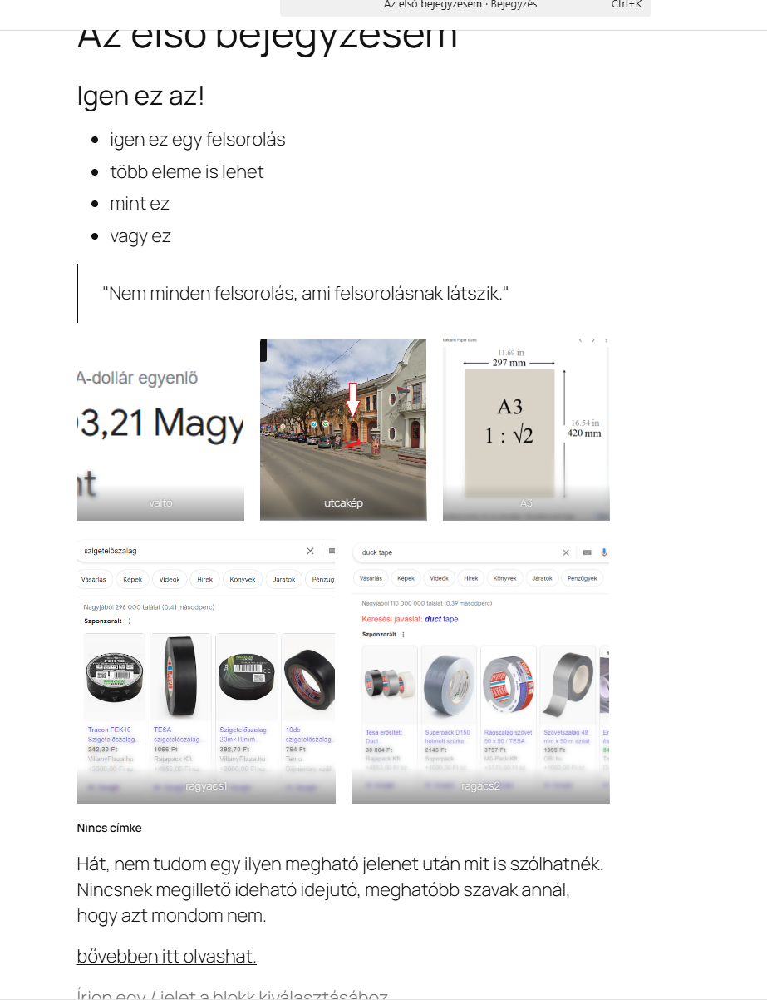 Az első bejegyzésem · Bejegyzés Ctrl+K
Az első bejegyzésem
Igen ez az!
igen ez egy felsorolás
több eleme is lehet
mint ez
vagy ez
"Nem minden felsorolás, ami felsorolásnak látszik."
A-dollár egyenlő
3,21 Magy
nt
váltó
utcakép
11.69 in
297 mm
A3
1 : √2
16.54 in
420 mm
A3
szigetelőszalag
Vásárlás Képek Videók Hírek Könyvek Járatok Pénzüg
Nagyjából 298 000 találat (0,41 másodperc)
Szponzorált
Tracon FEK10 Szigetelőszalag...
242,30 Ft
VillanyPlaza.hu
TESA szigetelőszalag...
1066 Ft
Rajapack Kft
Szigetelőszalag 20m×19mm...
392,70 Ft
VillanyPlaza.hu
10db szigetelőszalag...
764 Ft
Temu
ragyacs1
duck tape
Vásárlás Képek Videók Hírek Könyvek Járatok Pénzügyek
Nagyjából 110 000 000 találat (0,39 másodperc)
Keresési javaslat: duct tape
Szponzorált
Tesa erősített Duct
30 804 Ft
Rajapack Kft
Superpack D150 hotmelt szürke...
2146 Ft
Superpack
Ragszalag szövet 50 x 50 / TESA...
3797 Ft
MG-Pack Kft
Szövetszalag 48 mm x 50 m ezüst
1999 Ft
OBI.hu
ragacs2
Nincs címke
Hát, nem tudom egy ilyen megható jelenet után mit is szólhatnék.
Nincsnek megillető ideható idejutó, meghatóbb szavak annál,
hogy azt mondom nem.
bővebben itt olvashat.
Írjon egy / jelet a blokk kiválasztásához